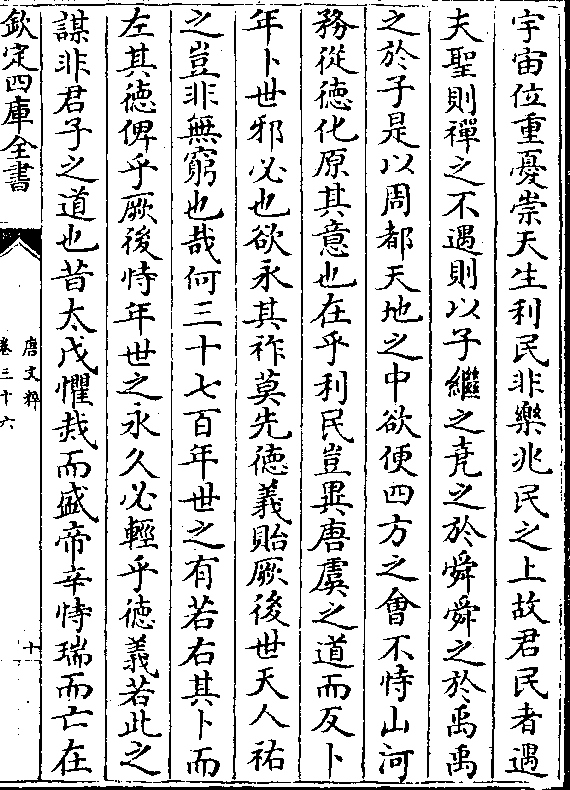 宇宙位重憂崇天生利民非樂兆民之上故君民者遇
夫聖則禪之不遇則以子繼之堯之於舜舜之於禹禹
之於子是以周都天地之中欲便四方之會不恃山河
務從徳化原其意也在乎利民豈異唐虞之道而反卜
年卜世邪必也欲永其祚莫先徳義貽厥後世天人祐
之豈非無窮也哉何三十七百年世之有若右其卜而
左其徳俾乎厥後恃年世之永久必輕乎徳義若此之
謀非君子之道也昔太戊懼烖而盛帝辛恃瑞而亡在
欽定四庫全書
唐文粹
卷三十六
十